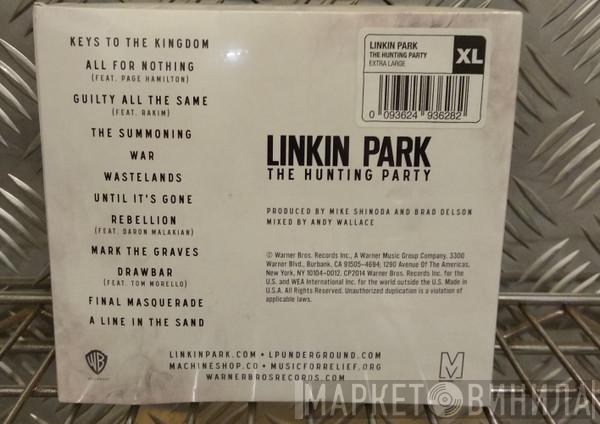 KEYS TO THE KINGDOM
ALL FOR NOTHING
(FEAT. PAGE HAMILTON)
GUILTY ALL THE SAME
(FEAT. RAKIM)
THE SUMMONING
WAR
WASTELANDS
UNTIL IT'S GONE
REBELLION
(FEAT. DARON MALAKIAN)
MARK THE GRAVES
DRAWBAR
(FEAT. TOM MORELLO)
FINAL MASQUERADE
A LINE IN THE SAND
LINKIN PARK
THE HUNTING PARTY
EXTRA LARGE
XL
0 093624 936282
LINKIN PARK
THE HUNTING PARTY
PRODUCED BY MIKE SHINODA AND BRAD DELSON
MIXED BY ANDY WALLACE
℗ Warner Bros. Records Inc., A Warner Music Group Company, 3300
Warner Blvd., Burbank, CA 91505-4694; 1290 Avenue Of The Americas,
New York, NY 10104-0012. CP2014 Warner Bros. Records Inc. for the
U.S. and WEA International Inc. for the world outside the U.S. Made in
U.S.A. All Rights Reserved. Unauthorized duplication is a violation of
applicable laws.
LINKINPARK.COM • LPUNDERGROUND.COM
MACHINESHOP.CO • MUSICFORRELIEF.ORG
WARNERBROSRECORDS.COM
WB
M
МАРКЕТ ВИНИЛА